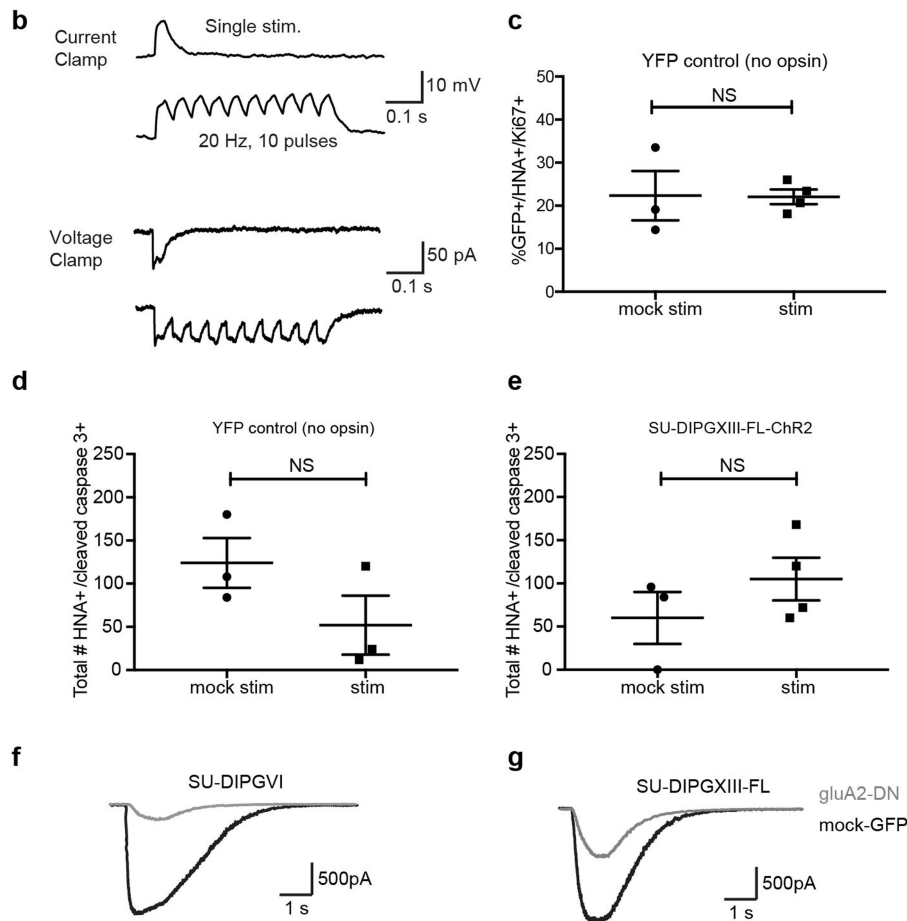 b
Current
Clamp
Single stim.
10 mV
0.1 s
20 Hz, 10 pulses
Voltage
Clamp
50 pA
0.1 s
c
YFP control (no opsin)
NS
%GFP+/HNA+/Ki67+
50
40
30
20
10
0
mock stim
stim
d
YFP control (no opsin)
NS
Total # HNA+/cleaved caspase 3+
250
200
150
100
50
0
mock stim
stim
e
SU-DIPGXIII-FL-ChR2
NS
Total # HNA+/cleaved caspase 3+
250
200
150
100
50
0
mock stim
stim
f
SU-DIPGVI
500pA
1 s
g
SU-DIPGXIII-FL
gluA2-DN
mock-GFP
500pA
1 s